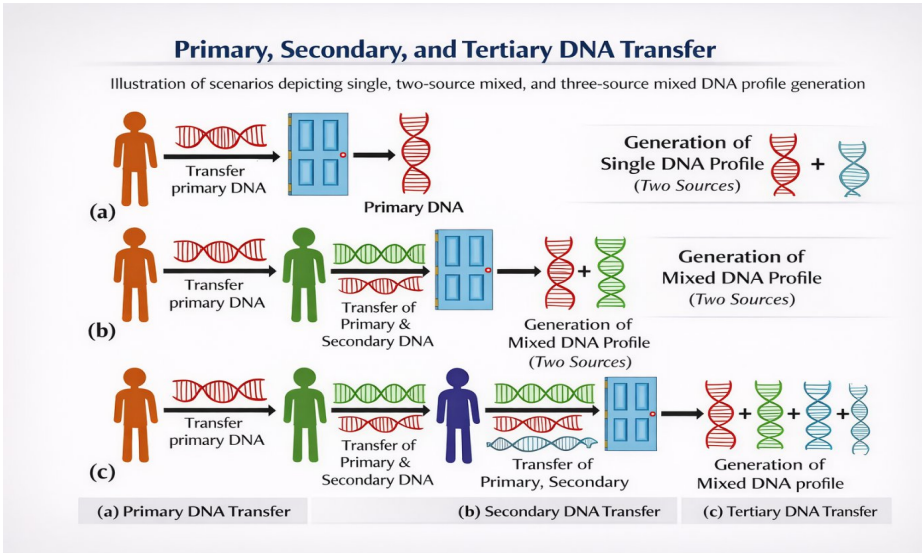 Primary, Secondary, and Tertiary DNA Transfer
Illustration of scenarios depicting single, two-source mixed, and three-source mixed DNA profile generation
Transfer
primary DNA
Primary DNA
Generation of
Single DNA Profile
(Two Sources)
+
(a)
Transfer
primary DNA
Transfer of
Primary &
Secondary DNA
+
Generation of
Mixed DNA Profile
(Two Sources)
Generation of
Mixed DNA Profile
(Two Sources)
(b)
Transfer
primary DNA
Transfer of
Primary &
Secondary DNA
Transfer of
Primary, Secondary
+ + +
Generation of
Mixed DNA profile
(c)
(a) Primary DNA Transfer
(b) Secondary DNA Transfer
(c) Tertiary DNA Transfer